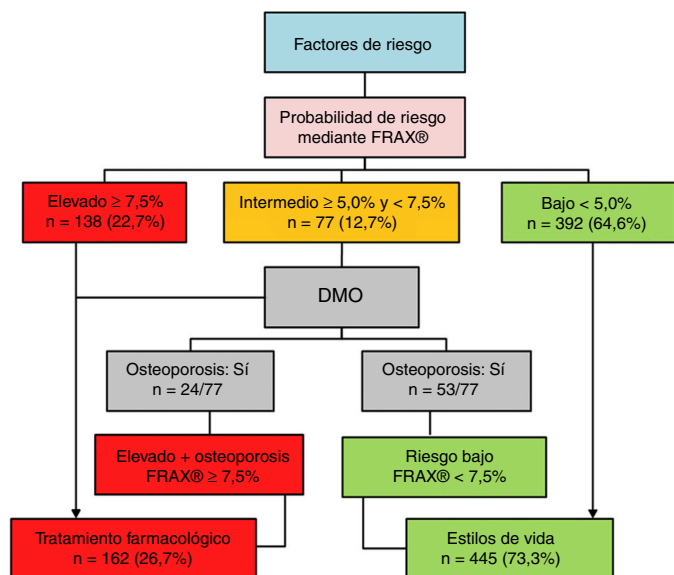 Factores de riesgo
Probabilidad de riesgo
mediante FRAX®
Elevado ≥ 7,5%
n = 138 (22,7%)
Intermedio ≥ 5,0% y < 7,5%
n = 77 (12,7%)
Bajo < 5,0%
n = 392 (64,6%)
DMO
Osteoporosis: Sí
n = 24/77
Osteoporosis: Sí
n = 53/77
Elevado + osteoporosis
FRAX® ≥ 7,5%
Riesgo bajo
FRAX® < 7,5%
Tratamiento farmacológico
n = 162 (26,7%)
Estilos de vida
n = 445 (73,3%)